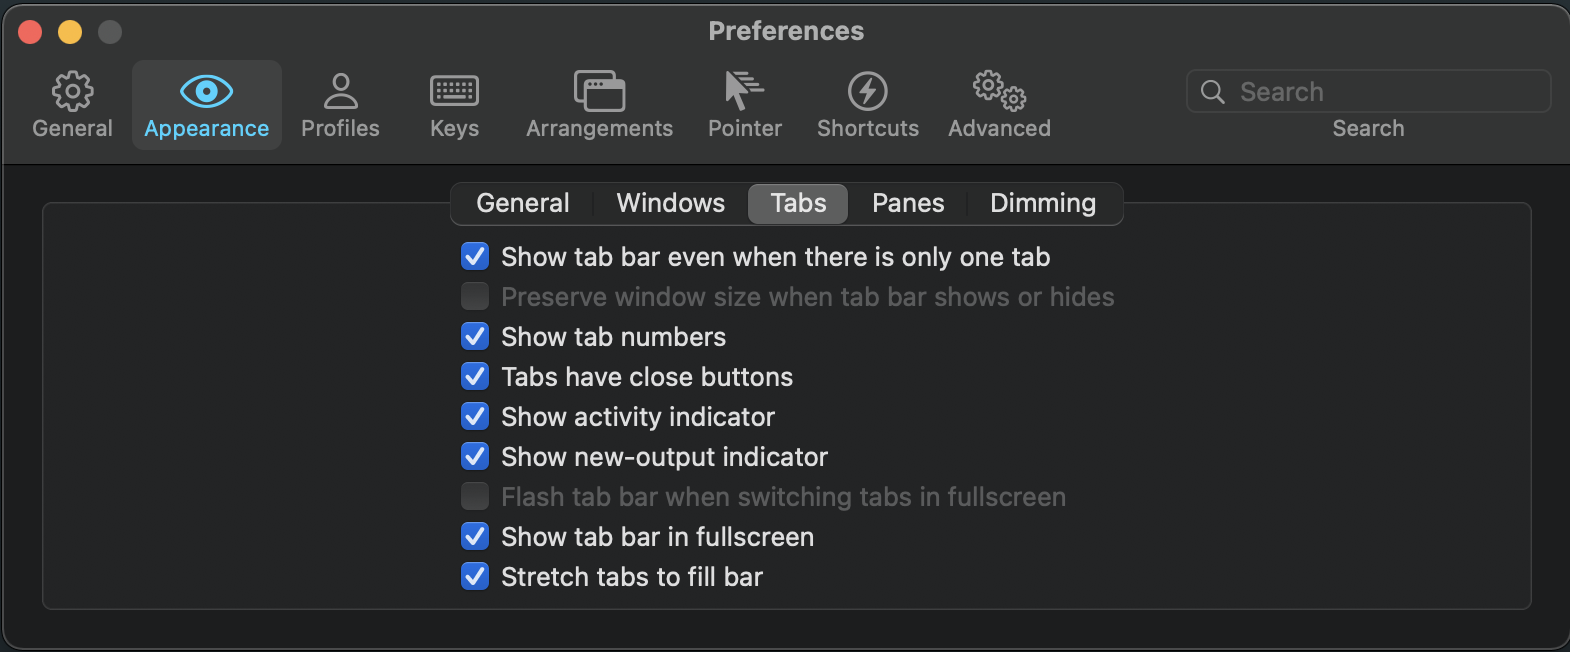 Preferences
General Appearance Profiles Keys Arrangements Pointer Shortcuts Advanced Search
Search
General Windows Tabs Panes Dimming
Show tab bar even when there is only one tab
Preserve window size when tab bar shows or hides
Show tab numbers
Tabs have close buttons
Show activity indicator
Show new-output indicator
Flash tab bar when switching tabs in fullscreen
Show tab bar in fullscreen
Stretch tabs to fill bar